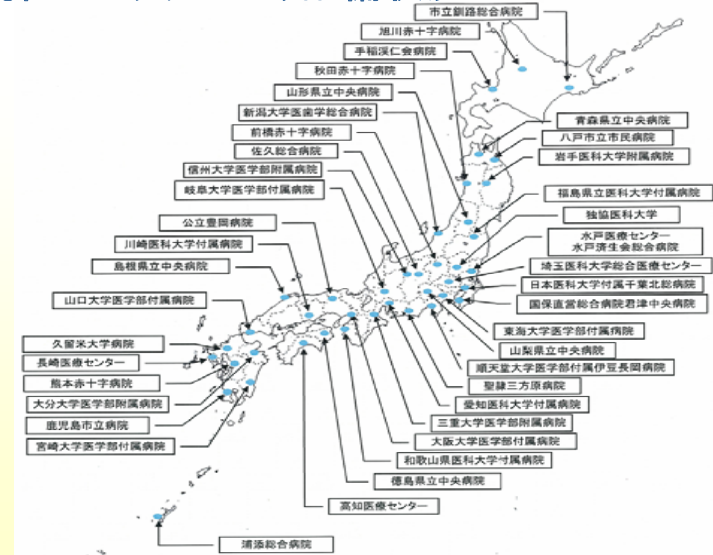 市立釧路総合病院
旭川赤十字病院
手稲渓仁会病院
秋田赤十字病院
山形県立中央病院
新潟大学医歯学総合病院
前橋赤十字病院
佐久総合病院
信州大学医学部附属病院
岐阜大学医学部付属病院
公立豊岡病院
川崎医科大学付属病院
島根県立中央病院
山口大学医学部付属病院
久留米大学病院
長崎医療センター
熊本赤十字病院
大分大学医学部附属病院
鹿児島市立病院
宮崎大学医学部付属病院
青森県立中央病院
八戸市立市民病院
岩手医科大学附属病院
福島県立医科大学付属病院
独協医科大学
水戸医療センター
水戸済生会総合病院
埼玉医科大学総合医療センター
日本医科大学付属千葉北総病院
国保直営総合病院君津中央病院
東海大学医学部付属病院
山梨県立中央病院
順天堂大学医学部付属伊豆長岡病院
聖隷三方原病院
愛知医科大学付属病院
三重大学医学部附属病院
大阪大学医学部付属病院
和歌山県医科大学付属病院
徳島県立中央病院
高知医療センター
浦添総合病院